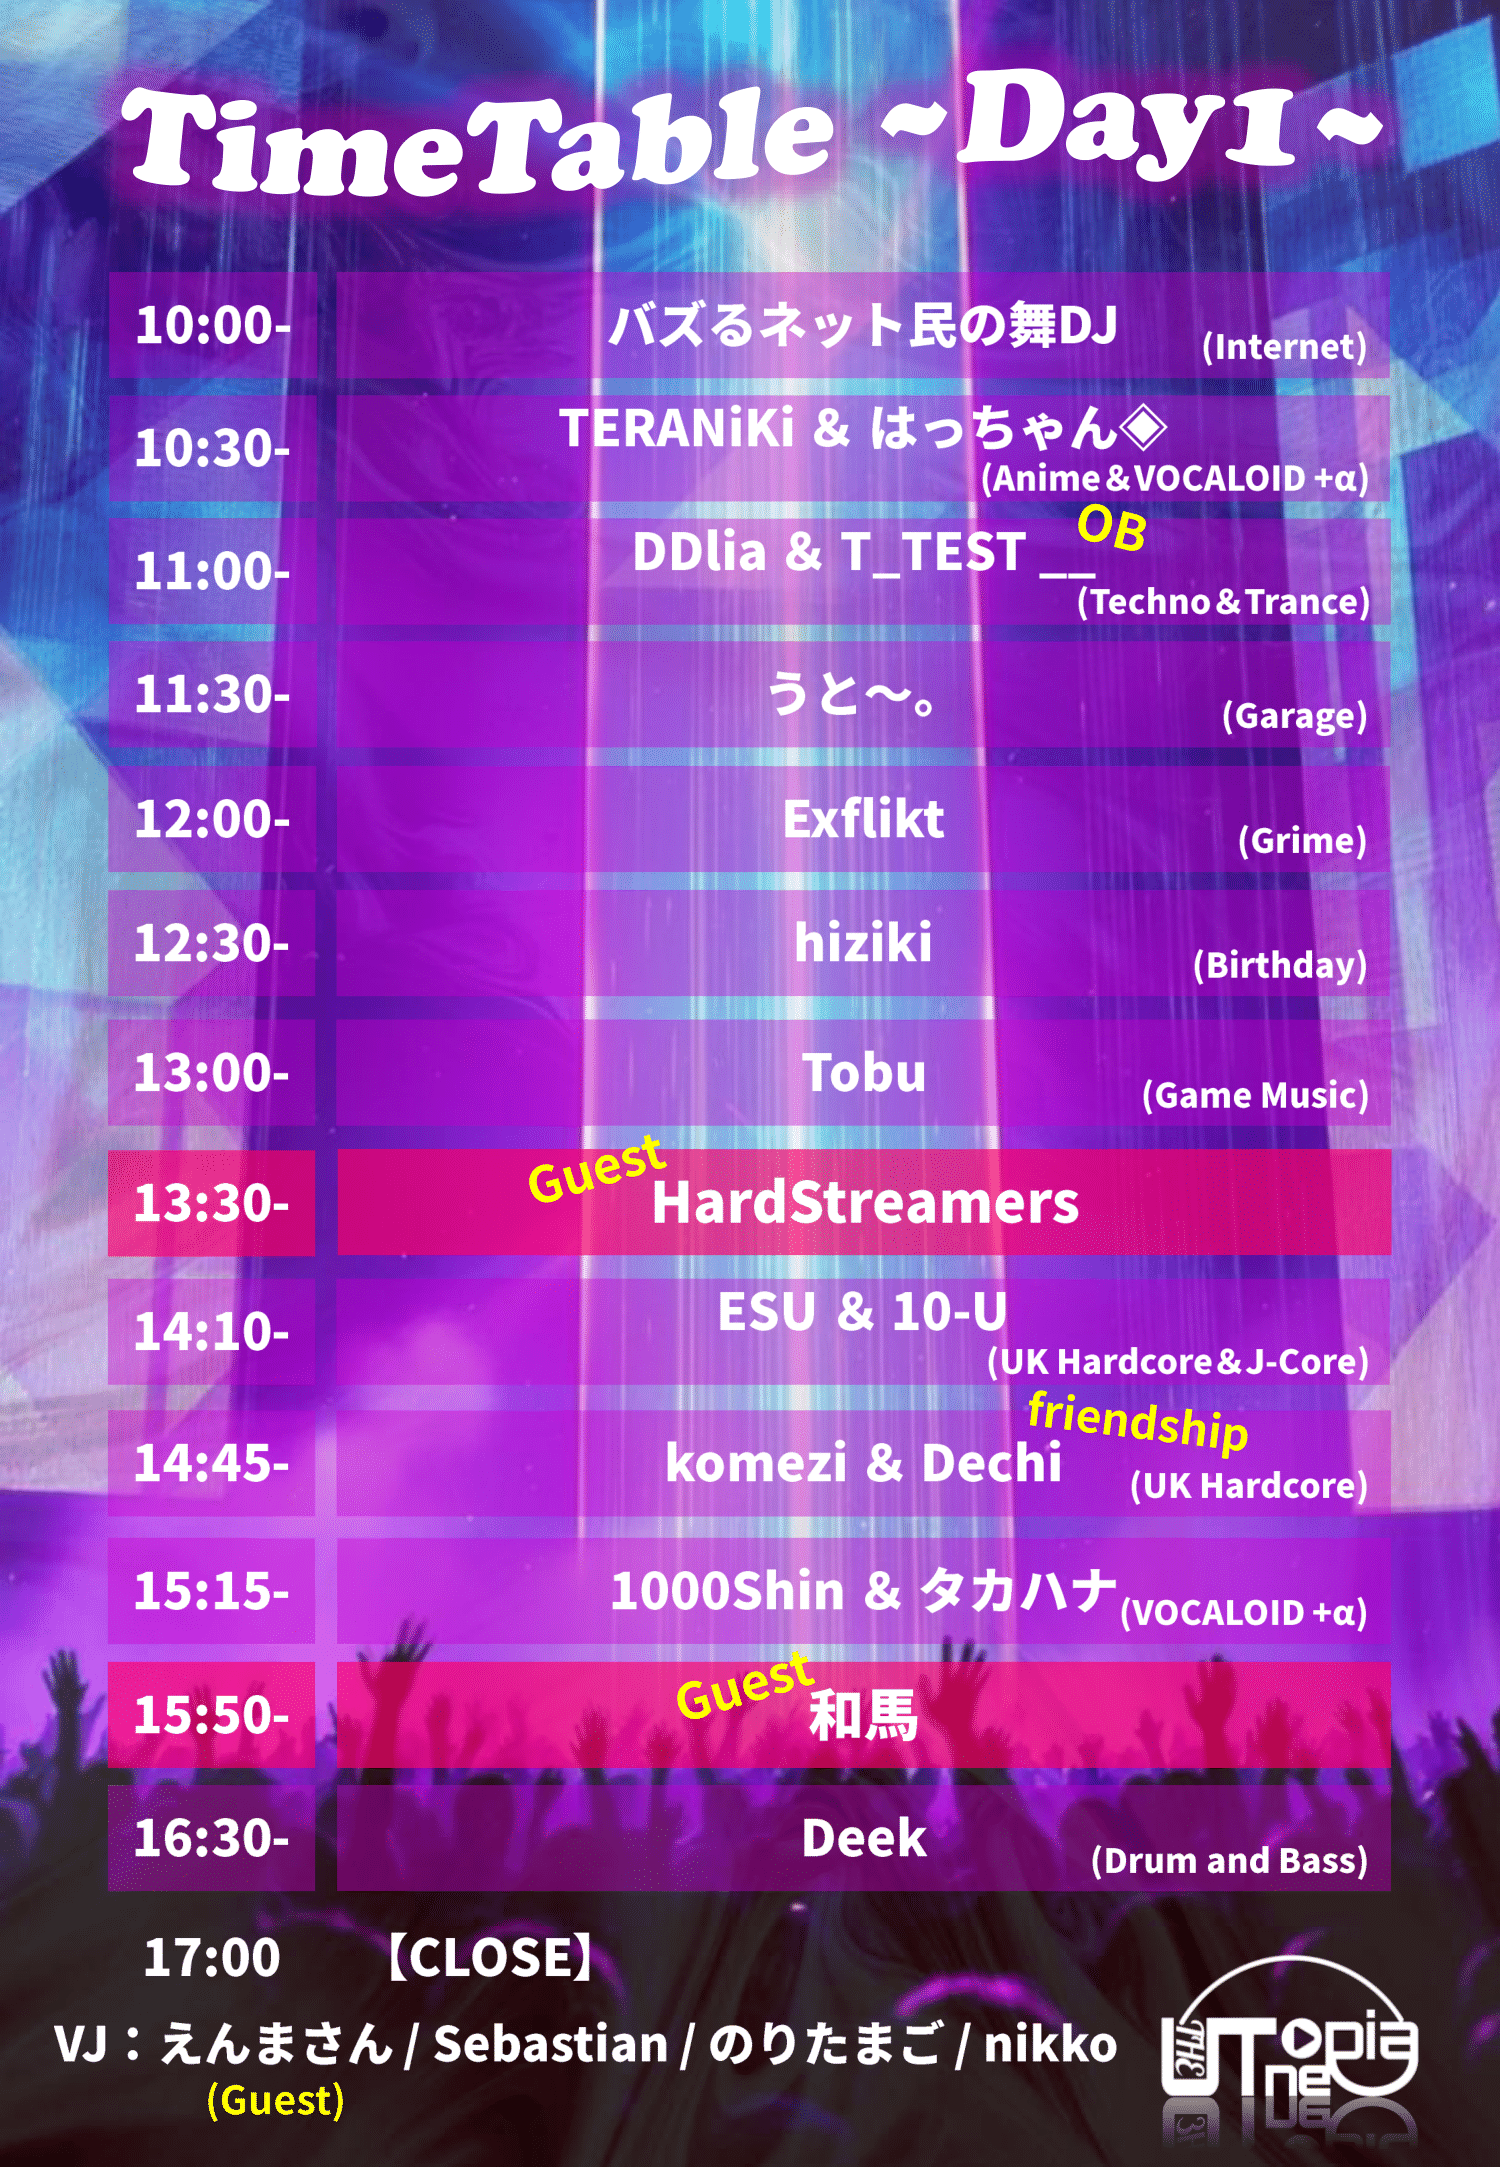 TimeTable ~Day1~
10:00- バズるネット民の舞DJ (Internet)
10:30- TERANiKi & はっちゃん◈
(Anime&VOCALOID +α)
OB
11:00- DDlia & T_TEST __
(Techno&Trance)
11:30- うと〜。 (Garage)
12:00- Exflikt (Grime)
12:30- hiziki (Birthday)
13:00- Tobu (Game Music)
Guest
13:30- HardStreamers
14:10- ESU & 10-U
(UK Hardcore&J-Core)
friendship
14:45- komezi & Dechi (UK Hardcore)
15:15- 1000Shin & タカハナ (VOCALOID +α)
Guest
15:50- 和馬
16:30- Deek (Drum and Bass)
17:00 【CLOSE】
VJ：えんまさん / Sebastian / のりたまご / nikko
(Guest)
UTopia
Tune